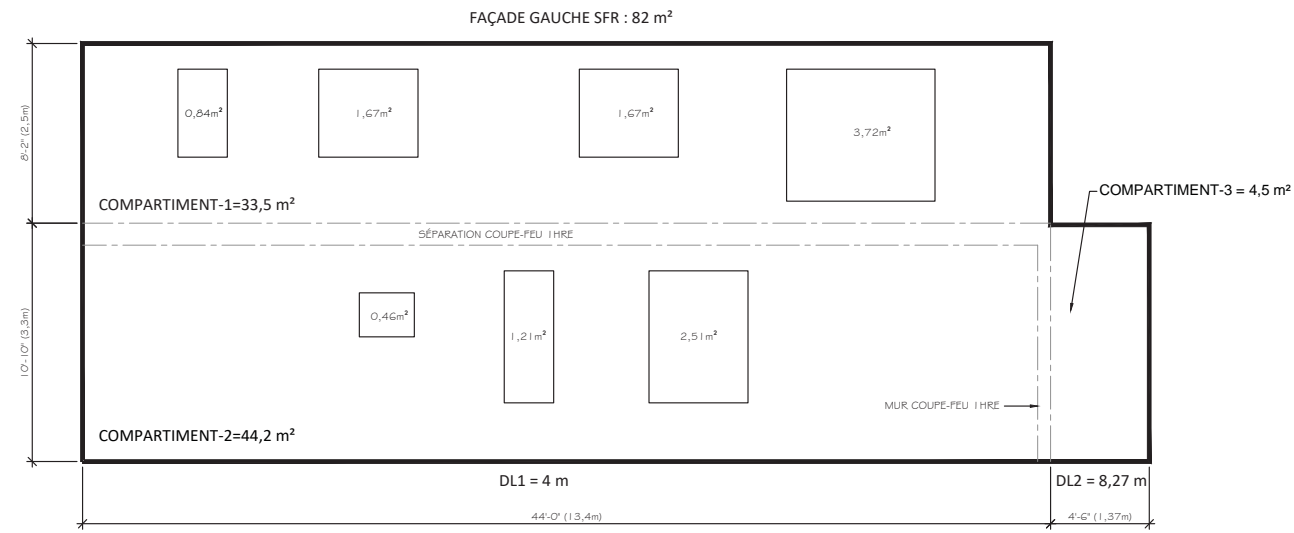 FAÇADE GAUCHE SFR : 82 m²
8'-2" (2,5m)
0,84m²
1,67m²
1,67m²
3,72m²
COMPARTIMENT-1=33,5 m²
COMPARTIMENT-3 = 4,5 m²
SÉPARATION COUPE-FEU 1HRE
10'-10" (3,3m)
0,46m²
1,21m²
2,51m²
MUR COUPE-FEU 1HRE
COMPARTIMENT-2=44,2 m²
DL1 = 4 m
DL2 = 8,27 m
44'-0" (13,4m)
4'-6" (1,37m)